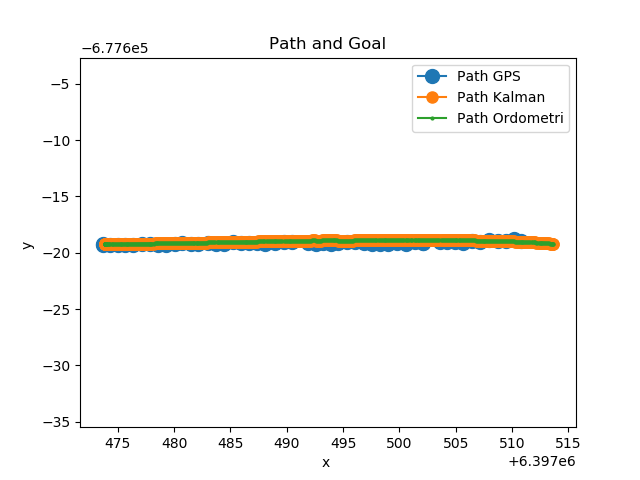 Path and Goal
−6.776e5
Path GPS
Path Kalman
Path Ordometri
y
−5
−10
−15
−20
−25
−30
−35
475 480 485 490 495 500 505 510 515
x
+6.397e6